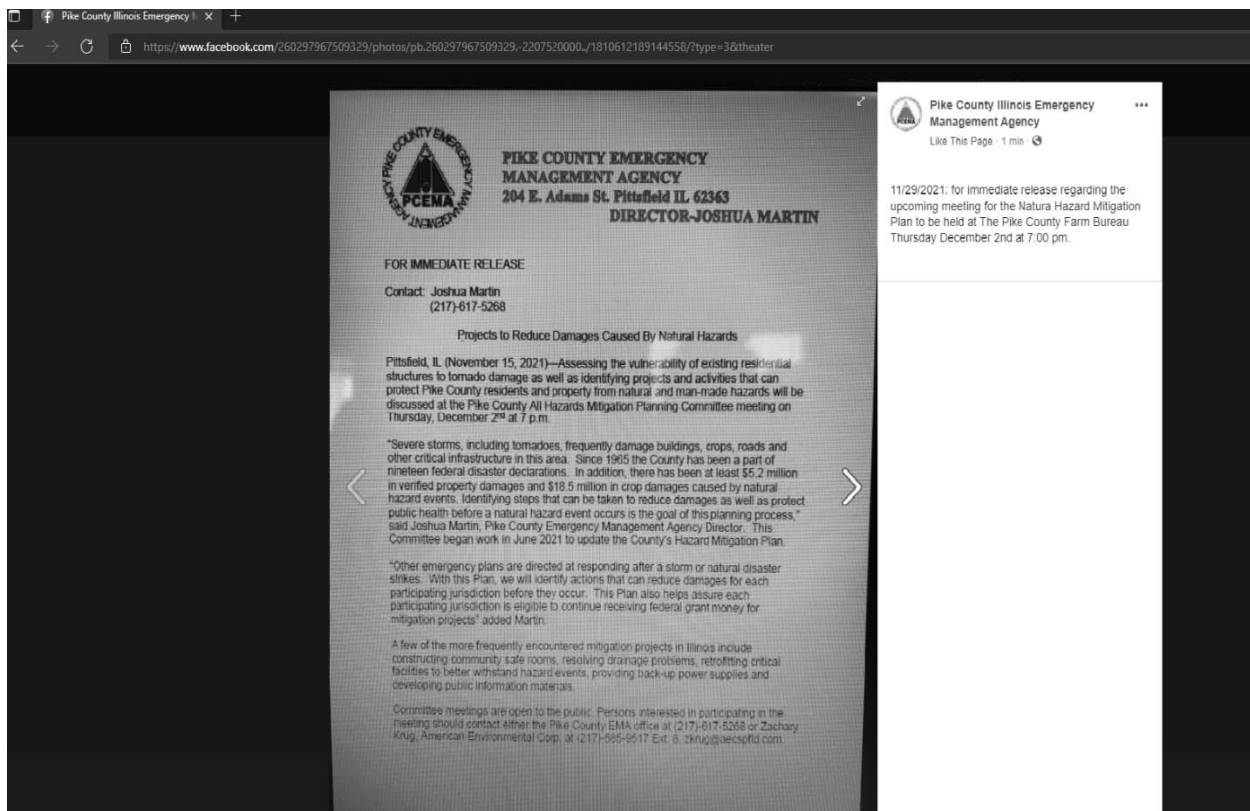 Pike County Illinois Emergency M
https://www.facebook.com/260297967509329/photos/pb.260297967509329.-2207520000../1810612189144558/?type=3&theater
PIKE COUNTY EMERGENCY MANAGEMENT AGENCY
PCEMA
PIKE COUNTY EMERGENCY
MANAGEMENT AGENCY
204 E. Adams St. Pittsfield IL 62363
DIRECTOR-JOSHUA MARTIN
FOR IMMEDIATE RELEASE
Contact: Joshua Martin
(217)-617-5268
Projects to Reduce Damages Caused By Natural Hazards
Pittsfield, IL (November 15, 2021)—Assessing the vulnerability of existing residential
structures to tornado damage as well as identifying projects and activities that can
protect Pike County residents and property from natural and man-made hazards will be
discussed at the Pike County All Hazards Mitigation Planning Committee meeting on
Thursday, December 2nd at 7 p.m.
"Severe storms, including tornadoes, frequently damage buildings, crops, roads and
other critical infrastructure in this area. Since 1965 the County has been a part of
nineteen federal disaster declarations. In addition, there has been at least $5.2 million
in verified property damages and $18.5 million in crop damages caused by natural
hazard events. Identifying steps that can be taken to reduce damages as well as protect
public health before a natural hazard event occurs is the goal of this planning process,"
said Joshua Martin, Pike County Emergency Management Agency Director. This
Committee began work in June 2021 to update the County's Hazard Mitigation Plan.
"Other emergency plans are directed at responding after a storm or natural disaster
strikes. With this Plan, we will identify actions that can reduce damages for each
participating jurisdiction before they occur. This Plan also helps assure each
participating jurisdiction is eligible to continue receiving federal grant money for
mitigation projects" added Martin.
A few of the more frequently encountered mitigation projects in Illinois include
constructing community safe rooms, resolving drainage problems, retrofitting critical
facilities to better withstand hazard events, providing back-up power supplies and
developing public information materials.
Committee meetings are open to the public. Persons interested in participating in the
meeting should contact either the Pike County EMA office at (217)-617-5268 or Zachary
Krug, American Environmental Corp. at (217)-585-9517 Ext. 8, zkrug@aecspfld.com.
PCEMA
Pike County Illinois Emergency
Management Agency
Like This Page · 1 min ·
11/29/2021: for immediate release regarding the
upcoming meeting for the Natura Hazard Mitigation
Plan to be held at The Pike County Farm Bureau
Thursday December 2nd at 7:00 pm.